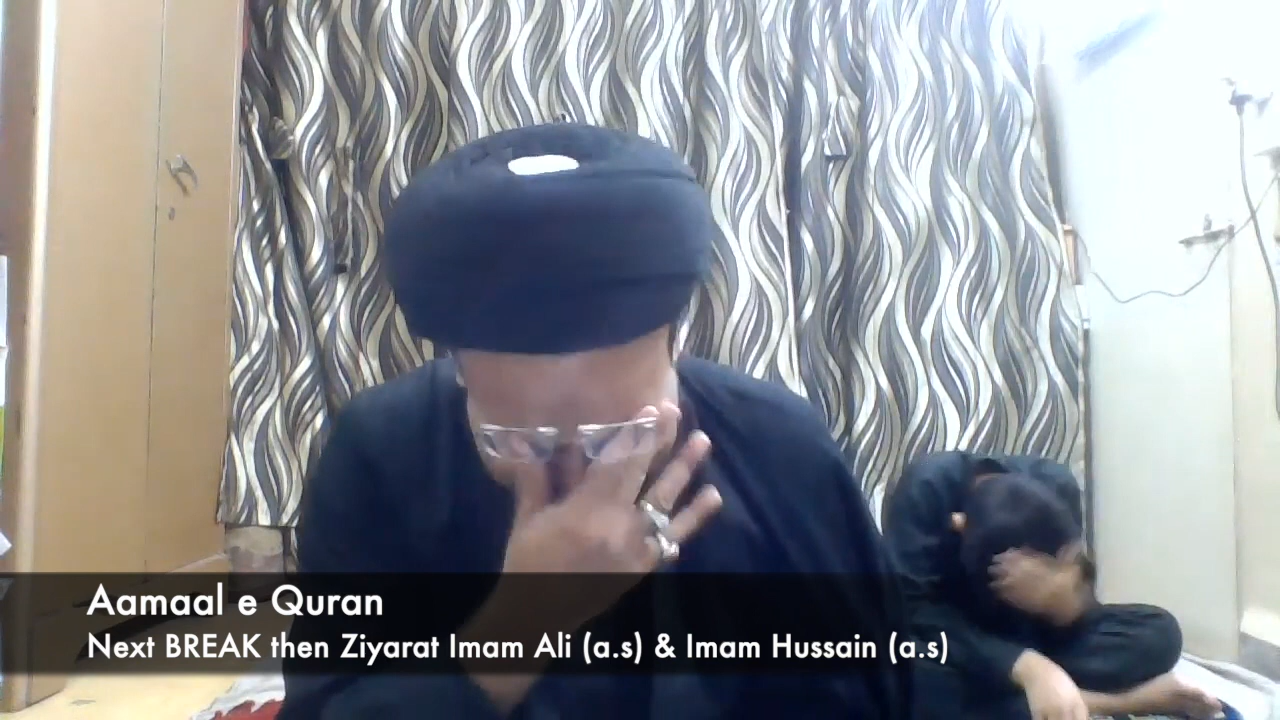 Aamaal e Quran
Next BREAK then Ziyarat Imam Ali (a.s) & Imam Hussain (a.s)